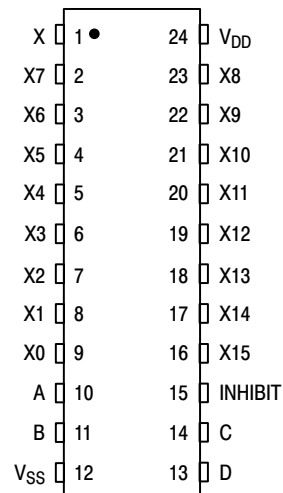 X 1 24 VDD
X7 2 23 X8
X6 3 22 X9
X5 4 21 X10
X4 5 20 X11
X3 6 19 X12
X2 7 18 X13
X1 8 17 X14
X0 9 16 X15
A 10 15 INHIBIT
B 11 14 C
VSS 12 13 D